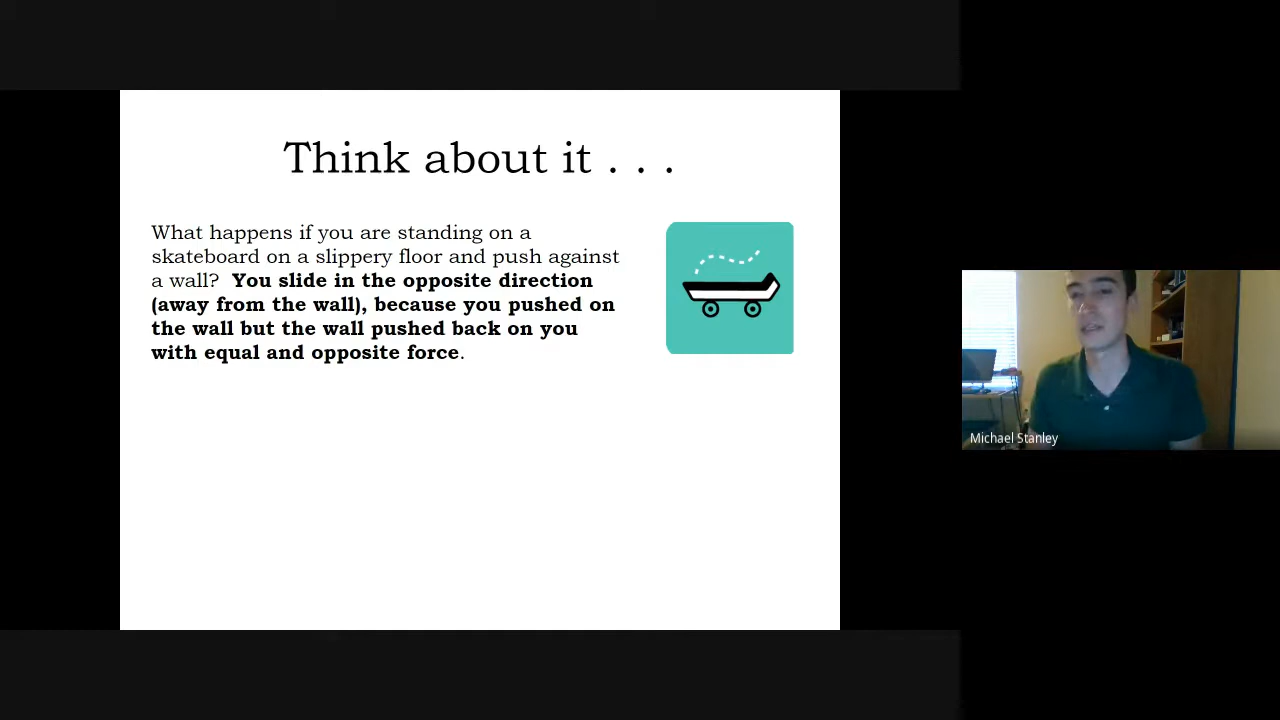 Think about it . . .
What happens if you are standing on a
skateboard on a slippery floor and push against
a wall?  You slide in the opposite direction
(away from the wall), because you pushed on
the wall but the wall pushed back on you
with equal and opposite force.
Michael Stanley